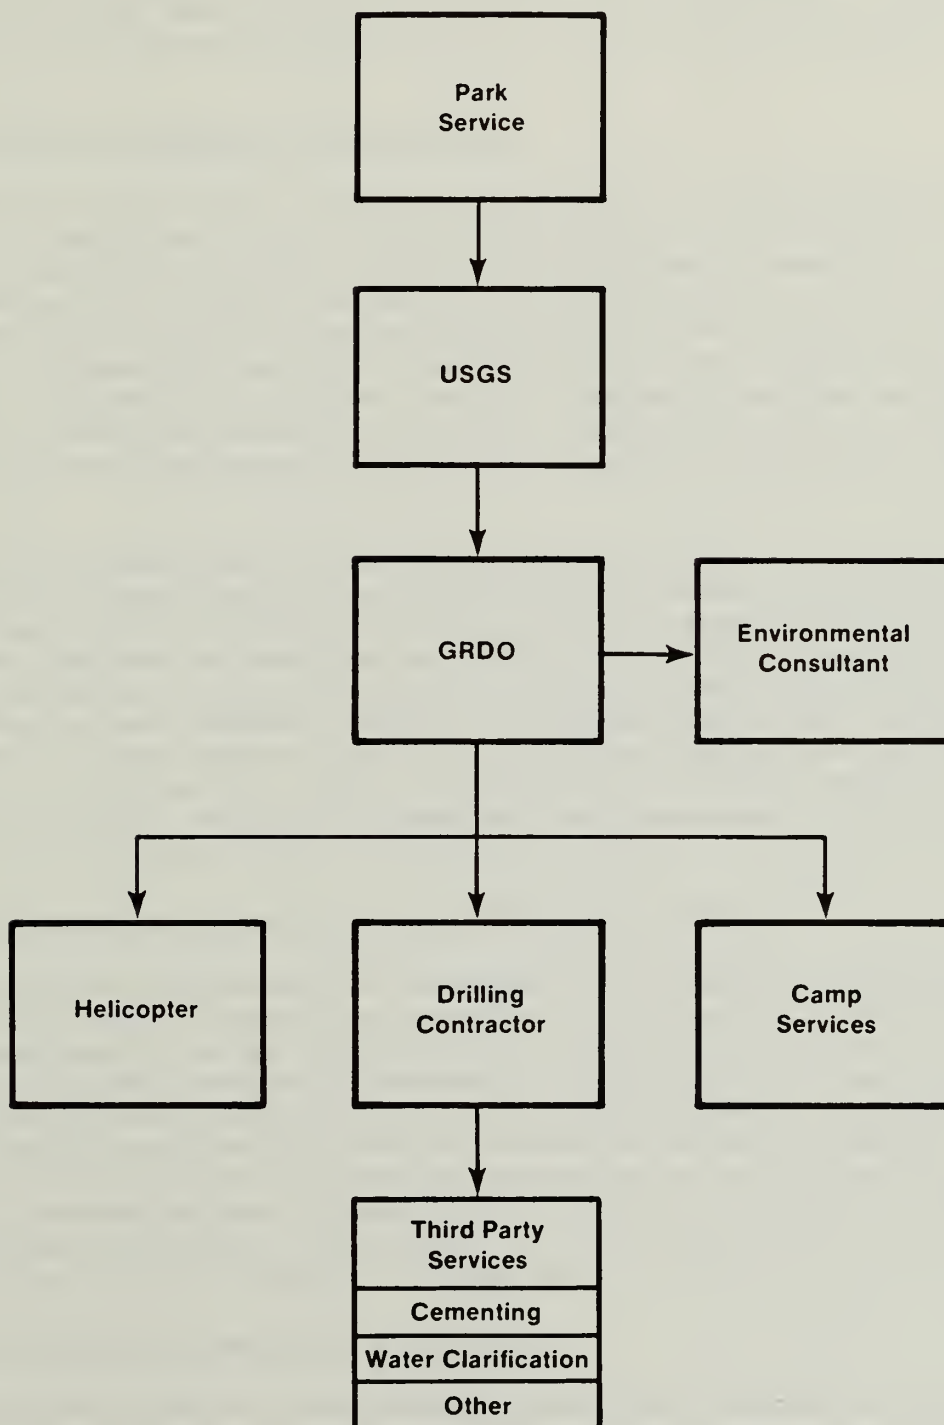 Park
Service
USGS
GRDO
Environmental
Consultant
Helicopter
Drilling
Contractor
Camp
Services
Third Party
Services
Cementing
Water Clarification
Other